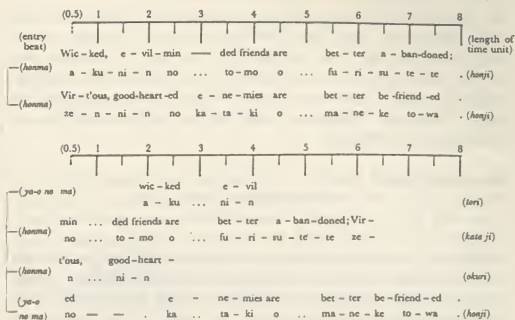 (0.5) 1 2 3 4 5 6 7 8
(entry beat) (length of time unit)
Wic – ked, e – vil – min — ded friends are bet – ter a – ban – doned;
(honma) a – ku – ni – n no ... to – mo o ... fu – ri – su – te – te . (honji)
Vir – t'ous, good-heart – ed e – ne – mies are bet – ter be – friend – ed .
(honma) ze – n – ni – n no ka – ta – ki o ... ma – ne – ke to – wa . (honji)
(0.5) 1 2 3 4 5 6 7 8
wic – ked e – vil
(ya-o no ma) a – ku ... ni – n (tori)
min ... ded friends are bet – ter a – ban – doned; Vir –
(honma) no ... to – mo o ... fu – ri – su – te – te ze – (kata ji)
t'ous, good-heart –
(honma) n ... ni – n (okuri)
ed e – ne – mies are bet – ter be – friend – ed .
(ya-o no ma) no — — . ka .. ta – ki o .. ma – ne – ke to – wa . (honji)